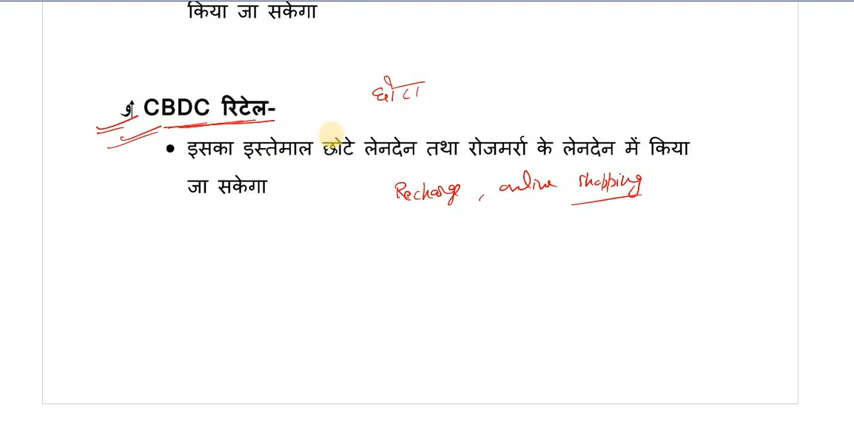 किया जा सकेगा
छोटा
CBDC रिटेल-
• इसका इस्तेमाल छोटे लेनदेन तथा रोजमर्रा के लेनदेन में किया
जा सकेगा
Recharge, online shopping